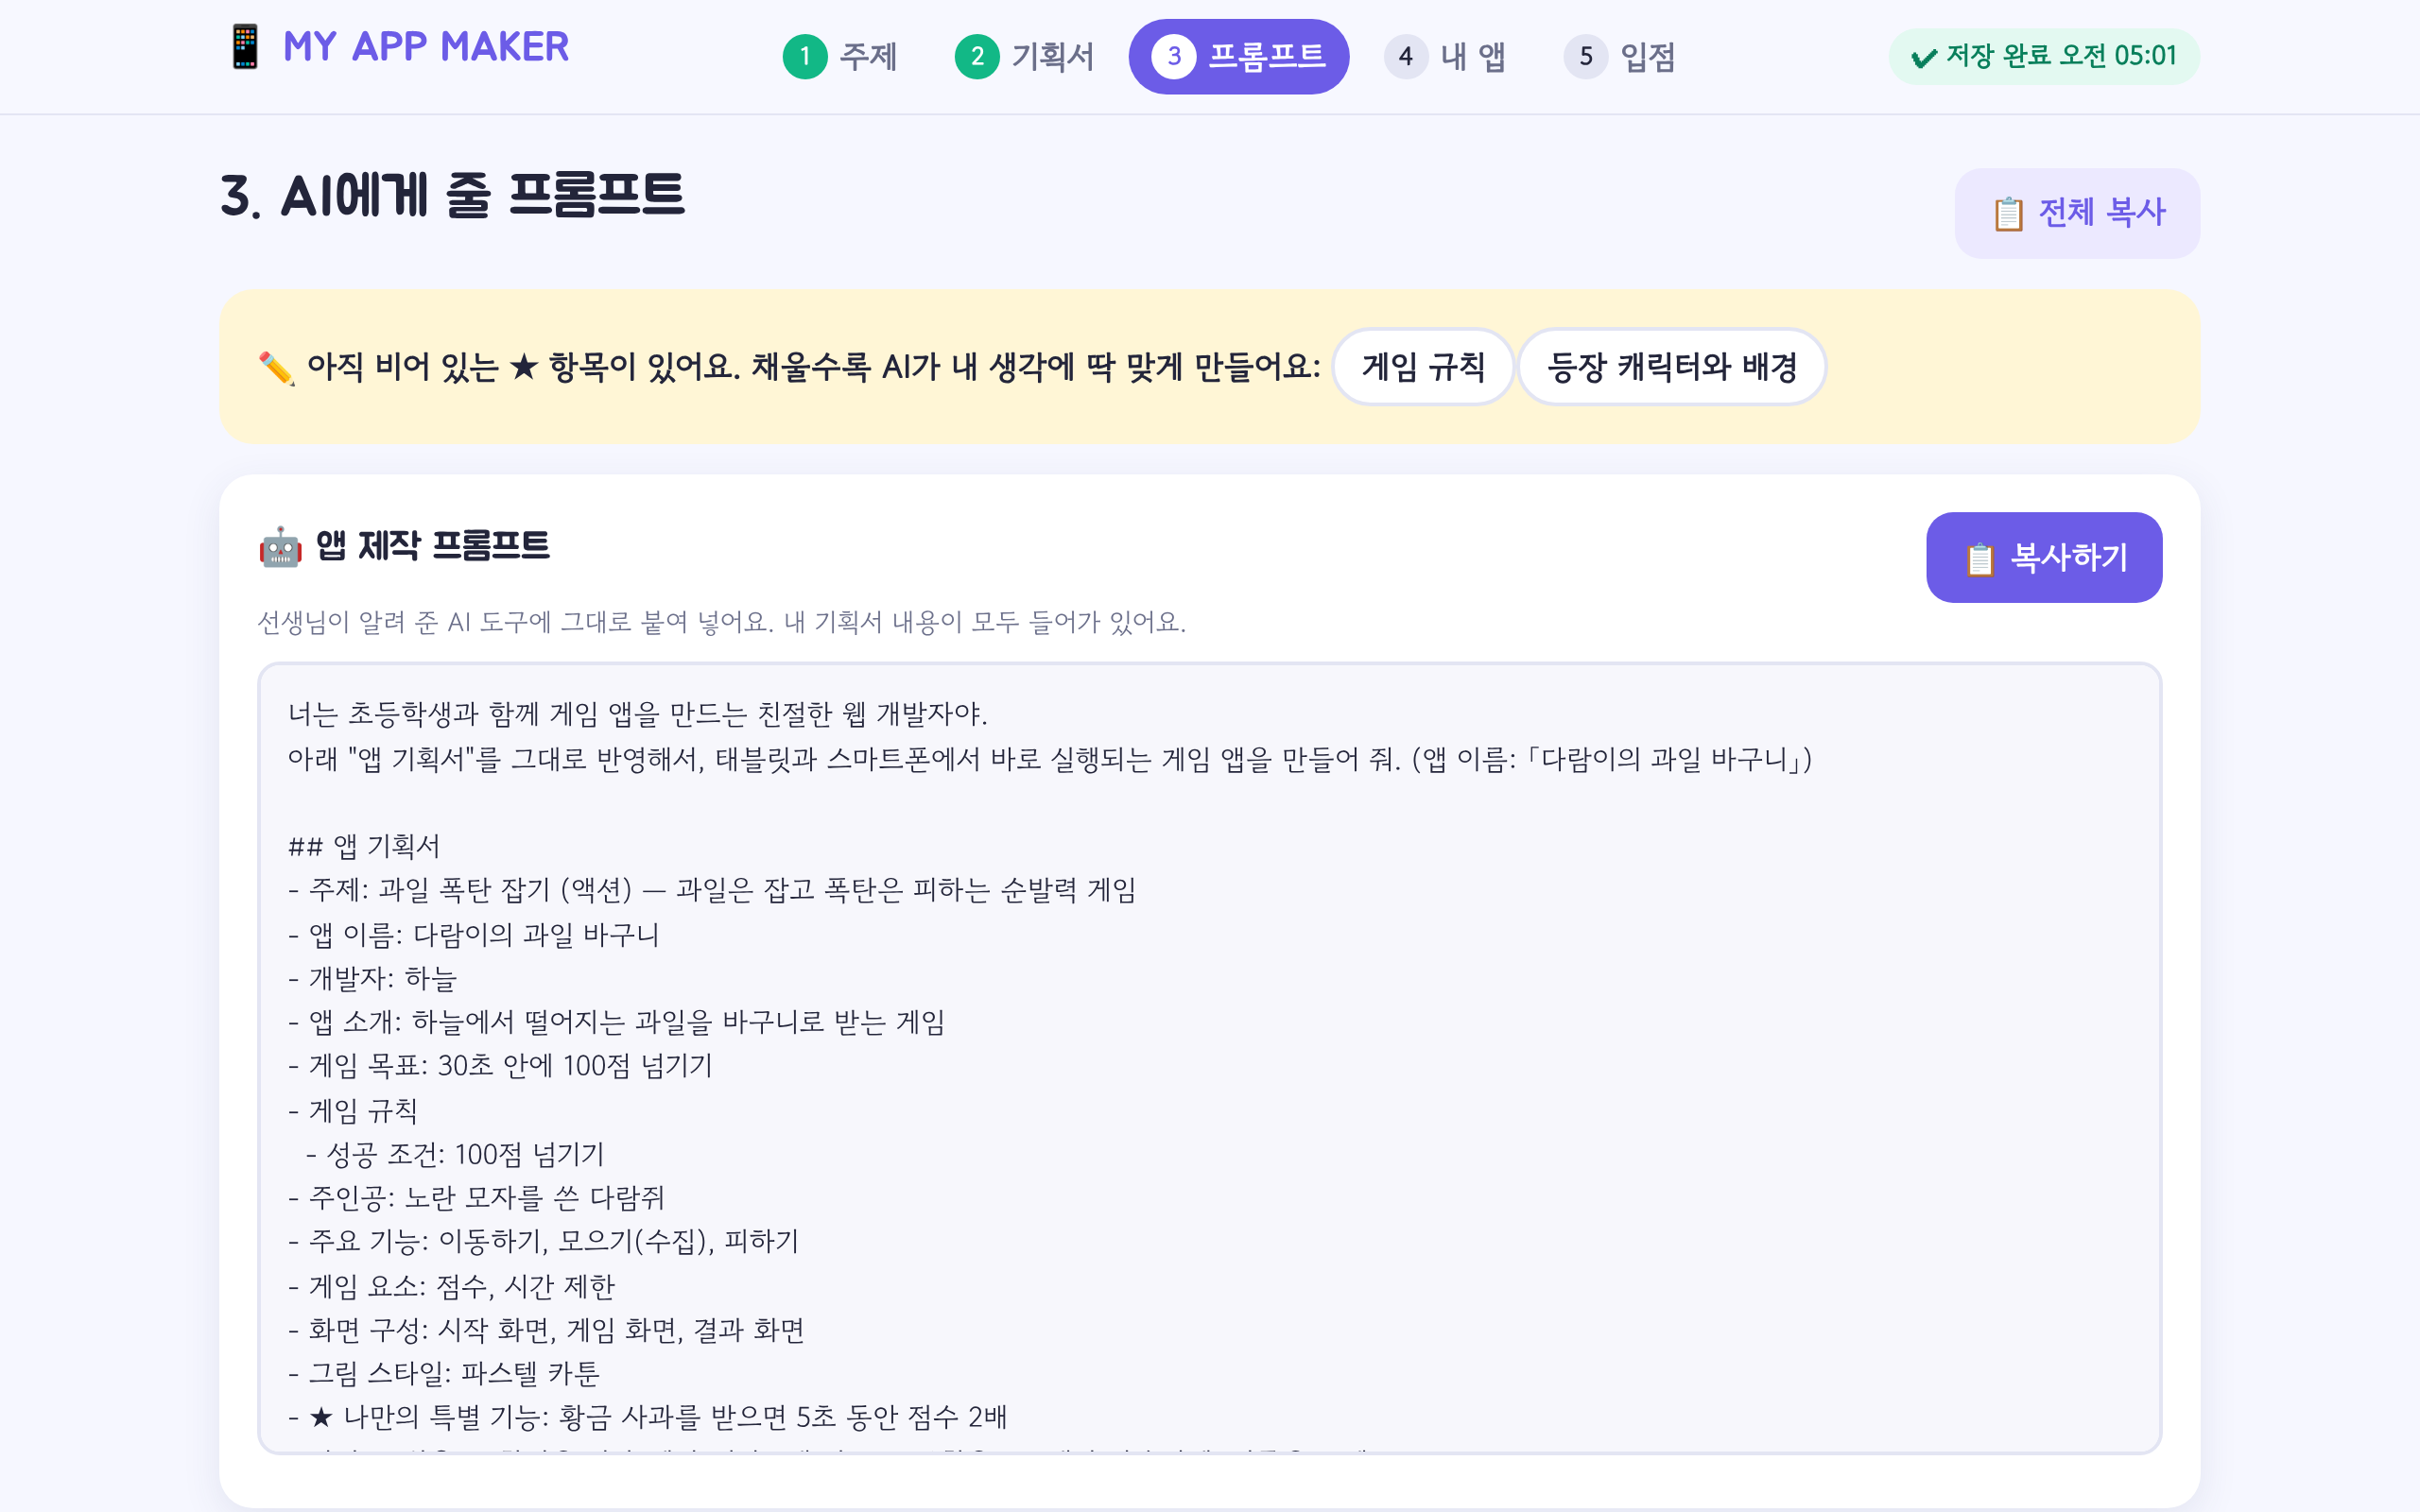 MY APP MAKER
1 주제
2 기획서
3 프롬프트
4 내 앱
5 입점
✔ 저장 완료 오전 05:01
3. AI에게 줄 프롬프트
전체 복사
아직 비어 있는 ★ 항목이 있어요. 채울수록 AI가 내 생각에 딱 맞게 만들어요: 게임 규칙 등장 캐릭터와 배경
앱 제작 프롬프트
복사하기
선생님이 알려 준 AI 도구에 그대로 붙여 넣어요. 내 기획서 내용이 모두 들어가 있어요.
너는 초등학생과 함께 게임 앱을 만드는 친절한 웹 개발자야.
아래 "앱 기획서"를 그대로 반영해서, 태블릿과 스마트폰에서 바로 실행되는 게임 앱을 만들어 줘. (앱 이름: 「다람이의 과일 바구니」)
## 앱 기획서
- 주제: 과일 폭탄 잡기 (액션) — 과일은 잡고 폭탄은 피하는 순발력 게임
- 앱 이름: 다람이의 과일 바구니
- 개발자: 하늘
- 앱 소개: 하늘에서 떨어지는 과일을 바구니로 받는 게임
- 게임 목표: 30초 안에 100점 넘기기
- 게임 규칙
- 성공 조건: 100점 넘기기
- 주인공: 노란 모자를 쓴 다람쥐
- 주요 기능: 이동하기, 모으기(수집), 피하기
- 게임 요소: 점수, 시간 제한
- 화면 구성: 시작 화면, 게임 화면, 결과 화면
- 그림 스타일: 파스텔 카툰
- ★ 나만의 특별 기능: 황금 사과를 받으면 5초 동안 점수 2배